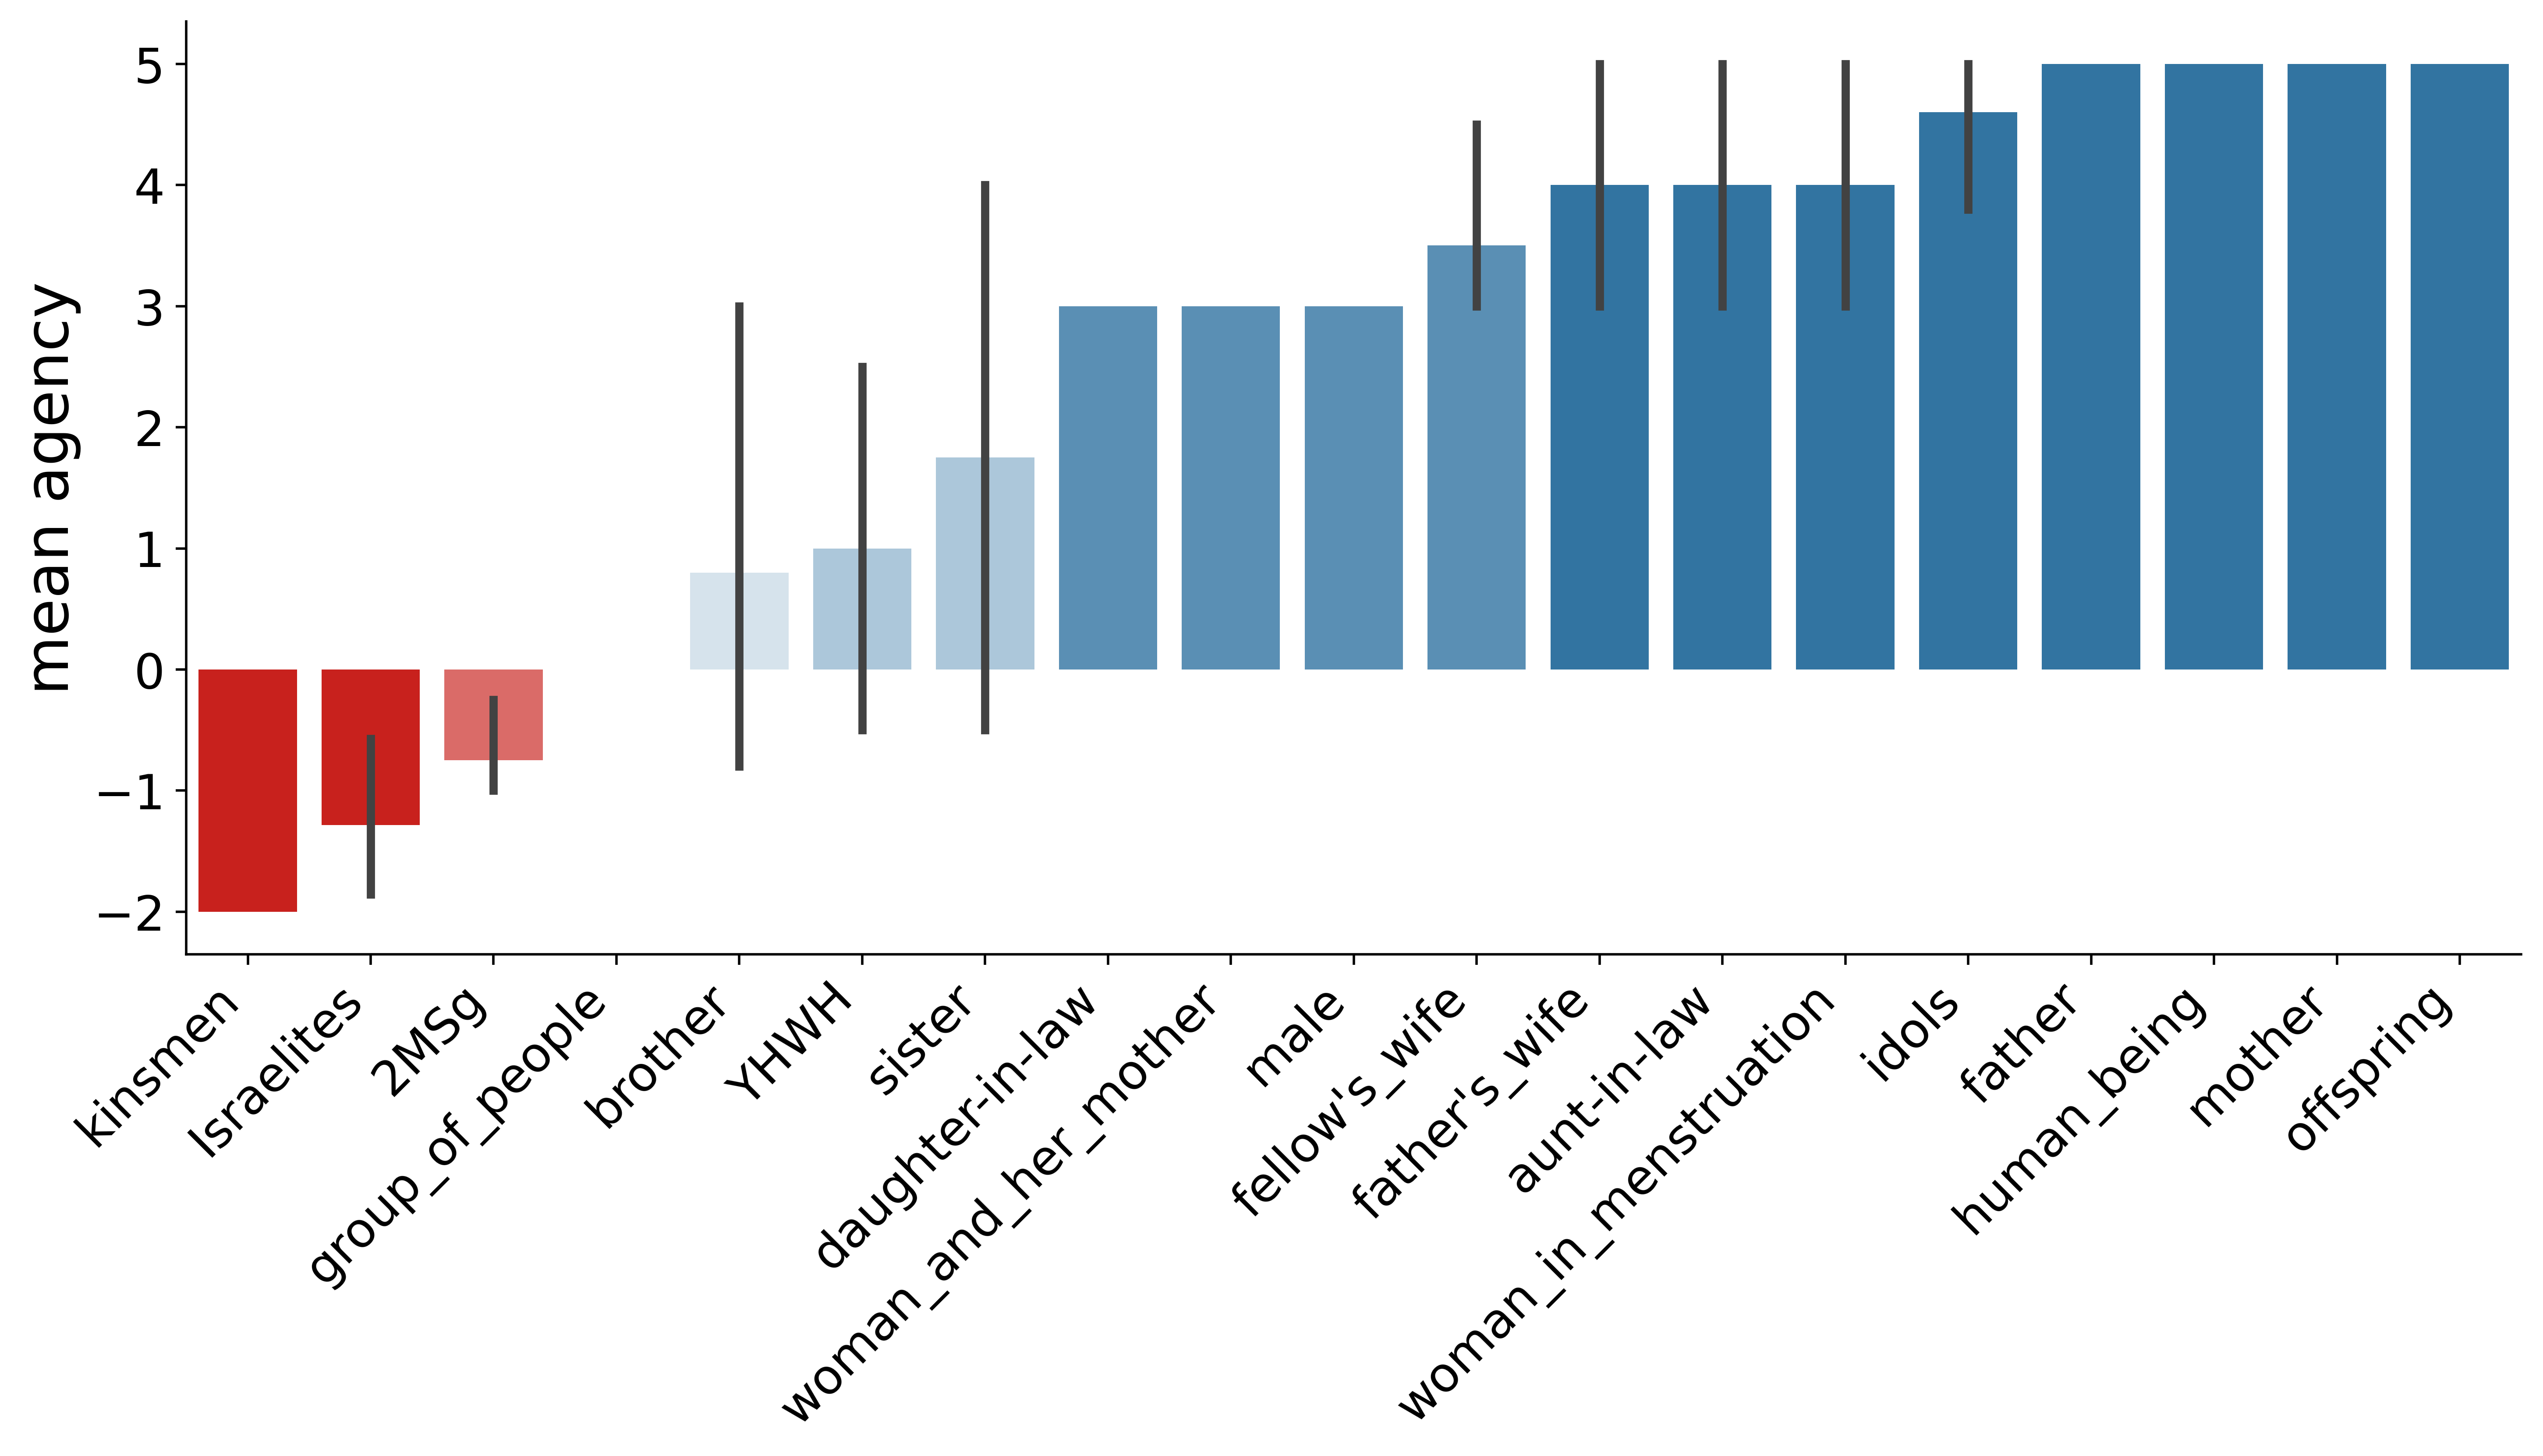 mean agency
5
4
3
2
1
0
−1
−2
kinsmen
Israelites
2MSg
group_of_people
brother
YHWH
sister
daughter-in-law
woman_and_her_mother
male
fellow's_wife
father's_wife
aunt-in-law
woman_in_menstruation
idols
father
human_being
mother
offspring